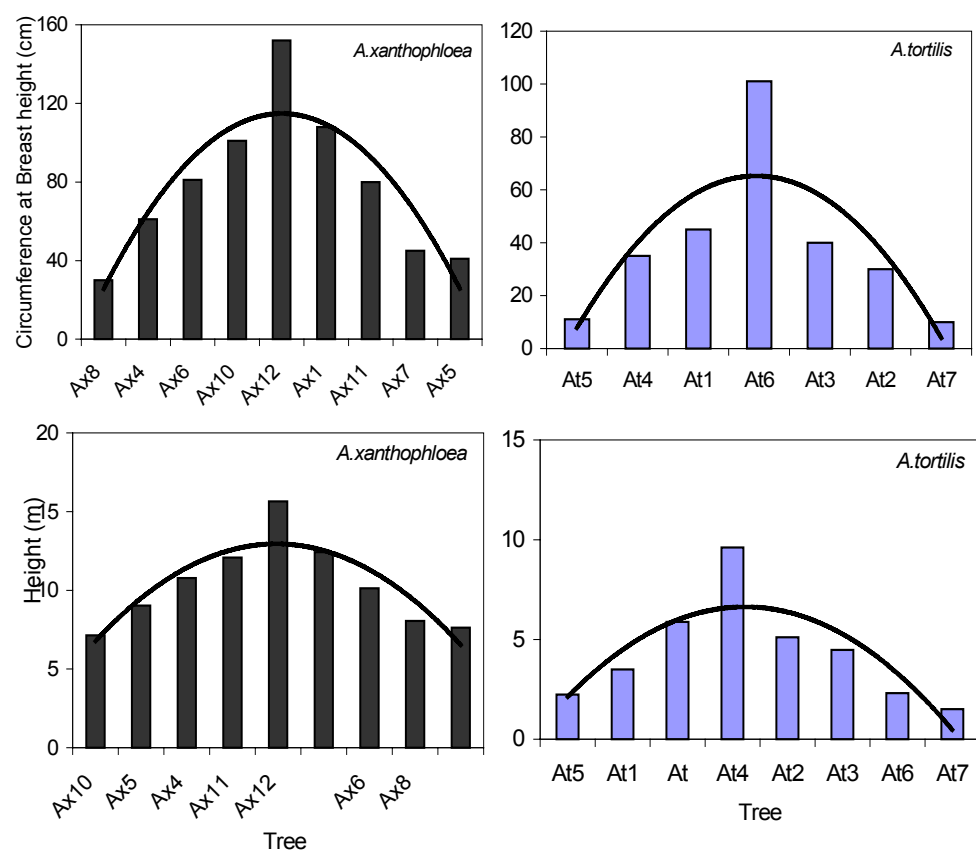 Circumference at Breast height (cm)
160
120
80
40
0
A.xanthophloea
Ax8 Ax4 Ax6 Ax10 Ax12 Ax1 Ax11 Ax7 Ax5
120
100
80
60
40
20
0
A.tortilis
At5 At4 At1 At6 At3 At2 At7
Height (m)
20
15
10
5
0
A.xanthophloea
Ax10 Ax5 Ax4 Ax11 Ax12 Ax6 Ax8
Tree
15
10
5
0
A.tortilis
At5 At1 At At4 At2 At3 At6 At7
Tree